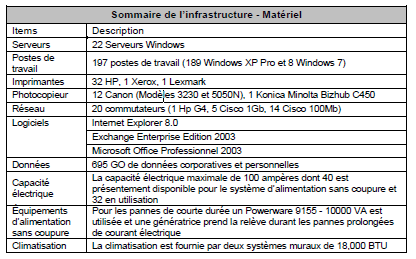 Sommaire de l'infrastructure - Matériel
Items Description
Serveurs 22 Serveurs Windows
Postes de travail 197 postes de travail (189 Windows XP Pro et 8 Windows 7)
Imprimantes 32 HP, 1 Xerox, 1 Lexmark
Photocopieur 12 Canon (Modèles 3230 et 5050N), 1 Konica Minolta Bizhub C450
Réseau 20 commutateurs (1 Hp G4, 5 Cisco 1Gb, 14 Cisco 100Mb)
Logiciels Internet Explorer 8.0
Exchange Enterprise Edition 2003
Microsoft Office Professionnel 2003
Données 695 GO de données corporatives et personnelles
Capacité électrique
La capacité électrique maximale de 100 ampères dont 40 est
présentement disponible pour le système d'alimentation sans coupure et
32 en utilisation
Équipements d'alimentation sans coupure
Pour les pannes de courte durée un Powerware 9155 - 10000 VA est
utilisée et une génératrice prend la relève durant les pannes prolongées
de courant électrique
Climatisation La climatisation est fournie par deux systèmes muraux de 18,000 BTU